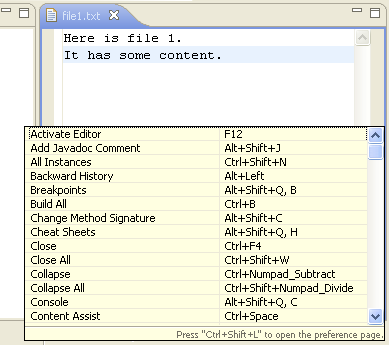 file1.txt
Here is file 1.
It has some content.
Activate Editor F12
Add Javadoc Comment Alt+Shift+J
All Instances Ctrl+Shift+N
Backward History Alt+Left
Breakpoints Alt+Shift+Q, B
Build All Ctrl+B
Change Method Signature Alt+Shift+C
Cheat Sheets Alt+Shift+Q, H
Close Ctrl+F4
Close All Ctrl+Shift+W
Collapse Ctrl+Numpad_Subtract
Collapse All Ctrl+Shift+Numpad_Divide
Console Alt+Shift+Q, C
Content Assist Ctrl+Space
Press "Ctrl+Shift+L" to open the preference page.